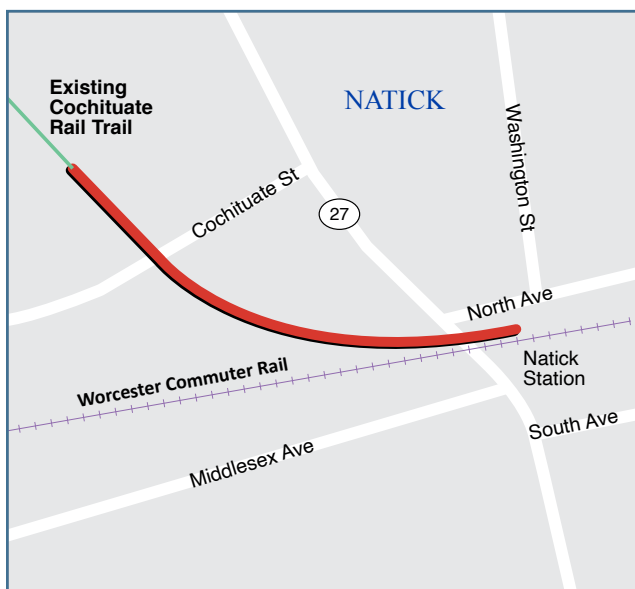 Existing
Cochituate
Rail Trail
NATICK
Washington St
Cochituate St
27
North Ave
Natick
Station
Worcester Commuter Rail
South Ave
Middlesex Ave